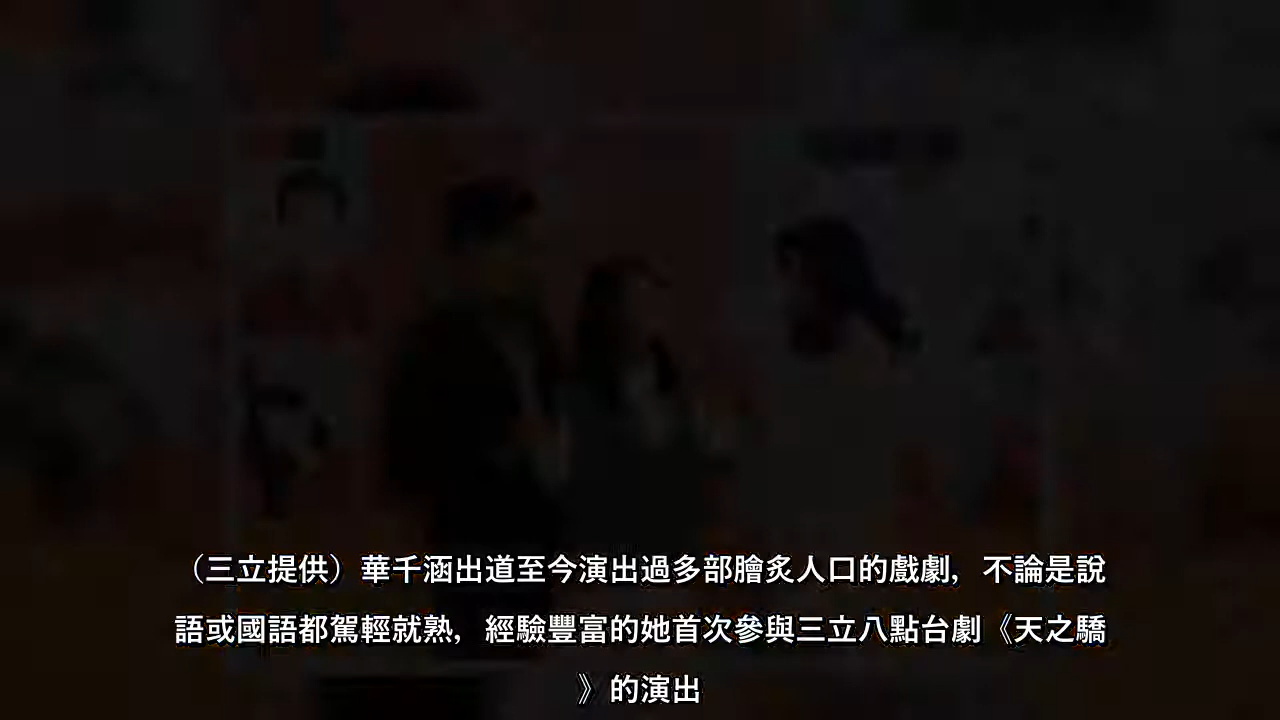 （三立提供）華千涵出道至今演出過多部膾炙人口的戲劇，不論是說
語或國語都駕輕就熟，經驗豐富的她首次參與三立八點台劇《天之驕
》的演出